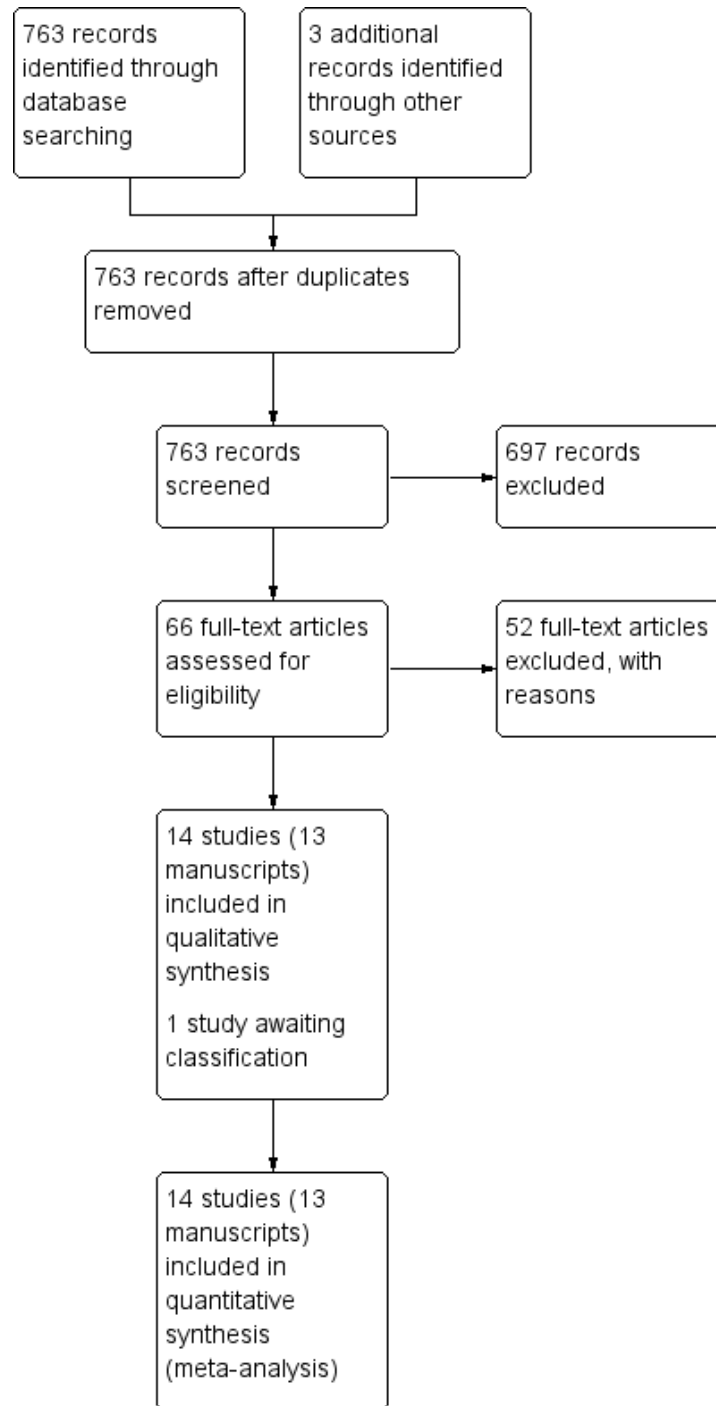 763 records
identified through
database
searching
3 additional
records identified
through other
sources
763 records after duplicates
removed
763 records
screened
697 records
excluded
66 full-text articles
assessed for
eligibility
52 full-text articles
excluded, with
reasons
14 studies (13
manuscripts)
included in
qualitative
synthesis
1 study awaiting
classification
14 studies (13
manuscripts)
included in
quantitative
synthesis
(meta-analysis)